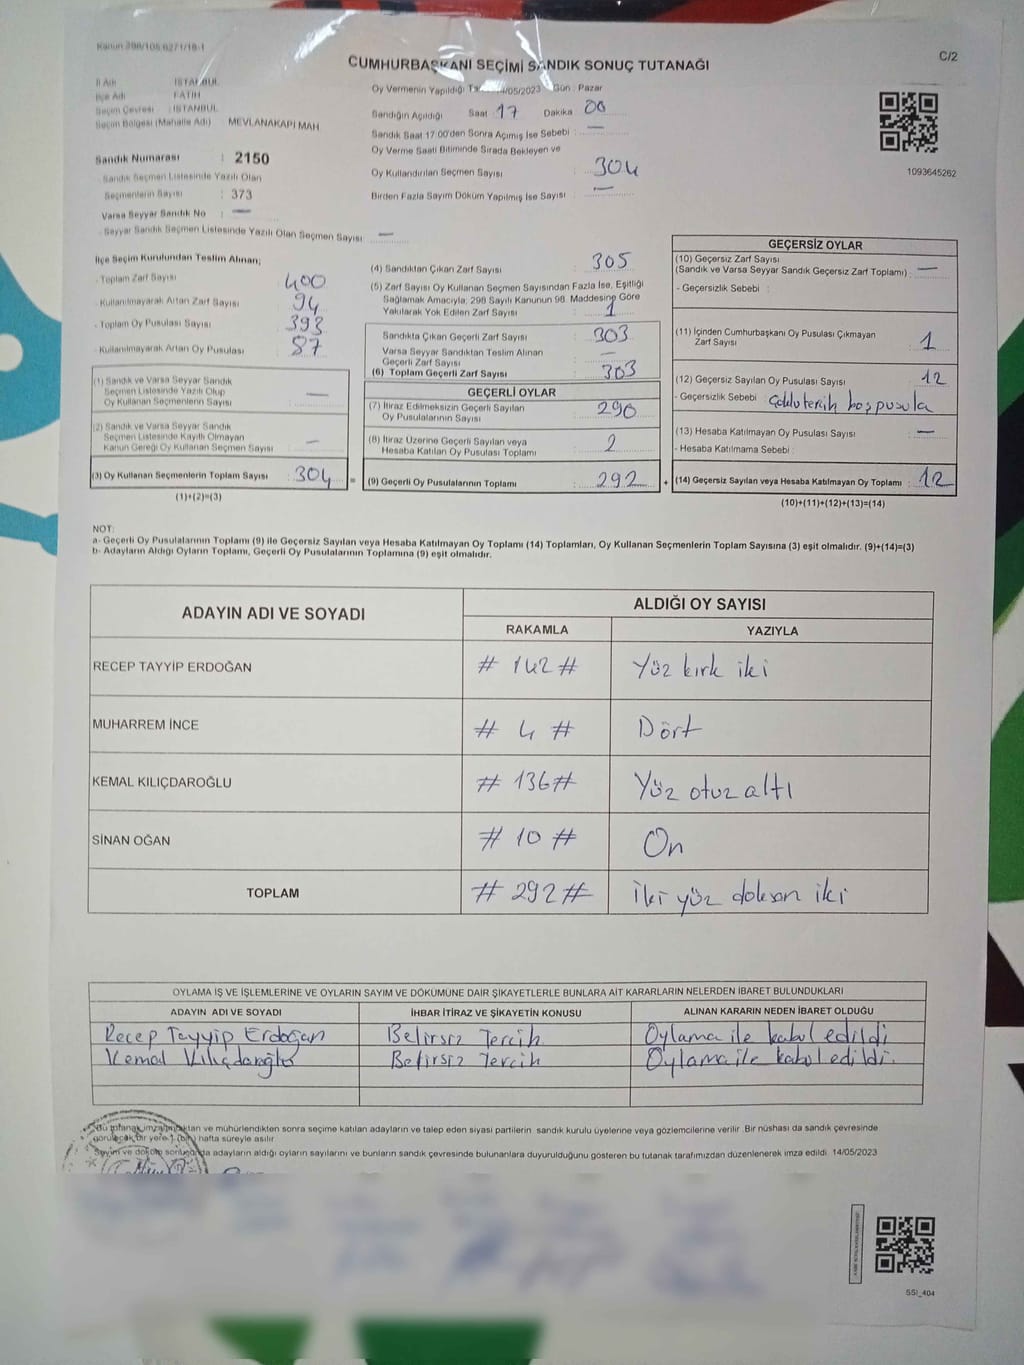 Kanun 298/105,6271/18-1
C/2
CUMHURBAŞKANI SEÇİMİ SANDIK SONUÇ TUTANAĞI
İl Adı : İSTANBUL
İlçe Adı : FATİH
Seçim Çevresi : İSTANBUL
Seçim Bölgesi (Mahalle Adı) : MEVLANAKAPI MAH
Sandık Numarası : 2150
Sandık Seçmen Listesinde Yazılı Olan
Seçmenlerin Sayısı : 373
Varsa Seyyar Sandık No : —
Seyyar Sandık Seçmen Listesinde Yazılı Olan Seçmen Sayısı : —
Oy Vermenin Yapıldığı /05/2023 Gün : Pazar
Sandığın Açıldığı Saat 17 Dakika 00
Sandık Saat 17:00'den Sonra Açımış İse Sebebi : —
Oy Verme Saati Bitiminde Sırada Bekleyen ve
Oy Kullandırılan Seçmen Sayısı : 304
Birden Fazla Sayım Döküm Yapılmış İse Sayısı : —
1093645262
İlçe Seçim Kurulundan Teslim Alınan;
- Toplam Zarf Sayısı : 400
- Kullanılmayarak Artan Zarf Sayısı : 94
- Toplam Oy Pusulası Sayısı : 393
- Kullanılmayarak Artan Oy Pusulası : 87
(1) Sandık ve Varsa Seyyar Sandık
Seçmen Listesinde Yazılı Olup
Oy Kullanan Seçmenlerin Sayısı : —
(2) Sandık ve Varsa Seyyar Sandık
Seçmen Listesinde Kayıtlı Olmayan
Kanun Gereği Oy Kullanan Seçmen Sayısı : —
(3) Oy Kullanan Seçmenlerin Toplam Sayısı : 304 =
(1)+(2)=(3)
(4) Sandıktan Çıkan Zarf Sayısı : 305
(5) Zarf Sayısı Oy Kullanan Seçmen Sayısından Fazla İse, Eşitliği
Sağlamak Amacıyla, 298 Sayılı Kanunun 98. Maddesine Göre
Yakılarak Yok Edilen Zarf Sayısı : 1
Sandıkta Çıkan Geçerli Zarf Sayısı : 303
Varsa Seyyar Sandıktan Teslim Alınan
Geçerli Zarf Sayısı : —
(6) Toplam Geçerli Zarf Sayısı : 303
GEÇERLİ OYLAR
(7) İtiraz Edilmeksizin Geçerli Sayılan
Oy Pusulalarının Sayısı : 290
(8) İtiraz Üzerine Geçerli Sayılan veya
Hesaba Katılan Oy Pusulası Toplamı : 2
(9) Geçerli Oy Pusulalarının Toplamı : 292 +
GEÇERSİZ OYLAR
(10) Geçersiz Zarf Sayısı
(Sandık ve Varsa Seyyar Sandık Geçersiz Zarf Toplamı) : —
- Geçersizlik Sebebi :
(11) İçinden Cumhurbaşkanı Oy Pusulası Çıkmayan
Zarf Sayısı : 1
(12) Geçersiz Sayılan Oy Pusulası Sayısı : 12
- Geçersizlik Sebebi : boş pusula
(13) Hesaba Katılmayan Oy Pusulası Sayısı : —
- Hesaba Katılmama Sebebi :
(14) Geçersiz Sayılan veya Hesaba Katılmayan Oy Toplamı : 12
(10)+(11)+(12)+(13)=(14)
NOT:
a- Geçerli Oy Pusulalarının Toplamı (9) ile Geçersiz Sayılan veya Hesaba Katılmayan Oy Toplamı (14) Toplamları, Oy Kullanan Seçmenlerin Toplam Sayısına (3) eşit olmalıdır. (9)+(14)=(3)
b- Adayların Aldığı Oyların Toplamı, Geçerli Oy Pusulalarının Toplamına (9) eşit olmalıdır.
ADAYIN ADI VE SOYADI
ALDIĞI OY SAYISI
RAKAMLA YAZIYLA
RECEP TAYYİP ERDOĞAN # 142 # Yüz kırk iki
MUHARREM İNCE # 4 # Dört
KEMAL KILIÇDAROĞLU # 136 # Yüz otuz altı
SİNAN OĞAN # 10 # On
TOPLAM # 292 # İki yüz doksan iki
OYLAMA İŞ VE İŞLEMLERİNE VE OYLARIN SAYIM VE DÖKÜMÜNE DAİR ŞİKAYETLERLE BUNLARA AİT KARARLARIN NELERDEN İBARET BULUNDUKLARI
ADAYIN ADI VE SOYADI İHBAR İTİRAZ VE ŞİKAYETİN KONUSU ALINAN KARARIN NEDEN İBARET OLDUĞU
Recep Tayyip Erdoğan Belirsiz Tercih Oylama ile kabul edildi
Kemal Kılıçdaroğlu Belirsiz Tercih Oylama ile kabul edildi.
Bu tutanak ve mühürlendikten sonra seçime katılan adayların ve talep eden siyasi partilerin sandık kurulu üyelerine veya gözlemcilerine verilir. Bir nüshası da sandık çevresinde
görülecek bir yere 1 (bir) hafta süreyle asılır
Sayım ve döküm sonucunda adayların aldığı oyların sayılarını ve bunların sandık çevresinde bulunanlara duyurulduğunu gösteren bu tutanak tarafımızdan düzenlenerek imza edildi. 14/05/2023
SSI_404